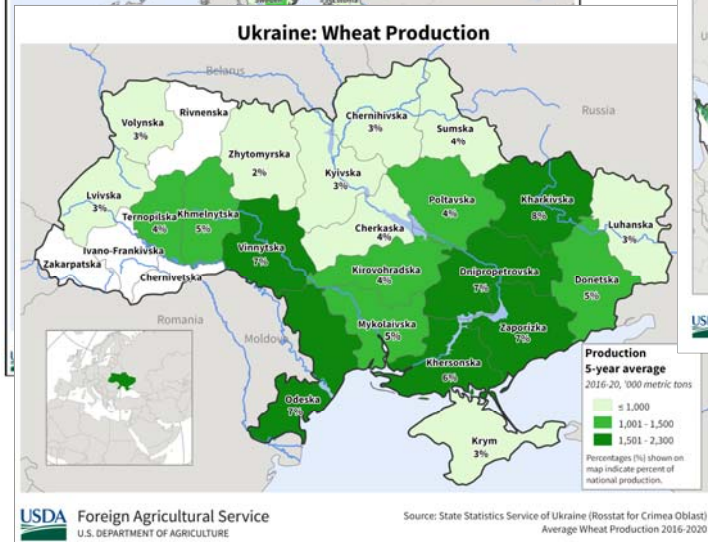 Ukraine: Wheat Production
Belarus
Russia
Romania
Moldova
Volynska
3%
Rivnenska
Zhytomyrska
2%
Kyivska
3%
Chernihivska
3%
Sumska
4%
Lvivska
3%
Ternopilska
4%
Khmelnytska
5%
Vinnytska
7%
Cherkaska
4%
Poltavska
4%
Kharkivska
8%
Luhanska
3%
Ivano-Frankivska
Zakarpatska
Chernivetska
Kirovohradska
4%
Dnipropetrovska
7%
Donetska
5%
Mykolaivska
5%
Zaporizka
7%
Khersonska
6%
Odeska
7%
Krym
3%
Production
5-year average
2016-20, '000 metric tons
≤ 1,000
1,001 - 1,500
1,501 - 2,300
Percentages (%) shown on
map indicate percent of
national production.
USDA
Foreign Agricultural Service
U.S. DEPARTMENT OF AGRICULTURE
Source: State Statistics Service of Ukraine (Rosstat for Crimea Oblast)
Average Wheat Production 2016-2020